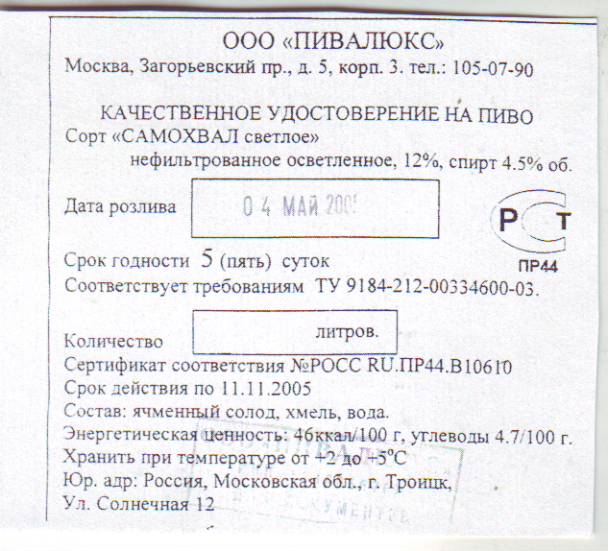 ООО «ПИВАЛЮКС»
Москва, Загорьевский пр., д. 5, корп. 3. тел.: 105-07-90
КАЧЕСТВЕННОЕ УДОСТОВЕРЕНИЕ НА ПИВО
Сорт «САМОХВАЛ светлое»
нефильтрованное осветленное, 12%, спирт 4.5% об.
Дата розлива 04 МАЙ 2005
РСТ
ПР44
Срок годности 5 (пять) суток
Соответствует требованиям ТУ 9184-212-00334600-03.
Количество литров.
Сертификат соответствия №РОСС RU.ПР44.В10610
Срок действия по 11.11.2005
Состав: ячменный солод, хмель, вода.
Энергетическая ценность: 46ккал/100 г, углеводы 4.7/100 г.
Хранить при температуре от +2 до +5°С
Юр. адр: Россия, Московская обл., г. Троицк,
Ул. Солнечная 12